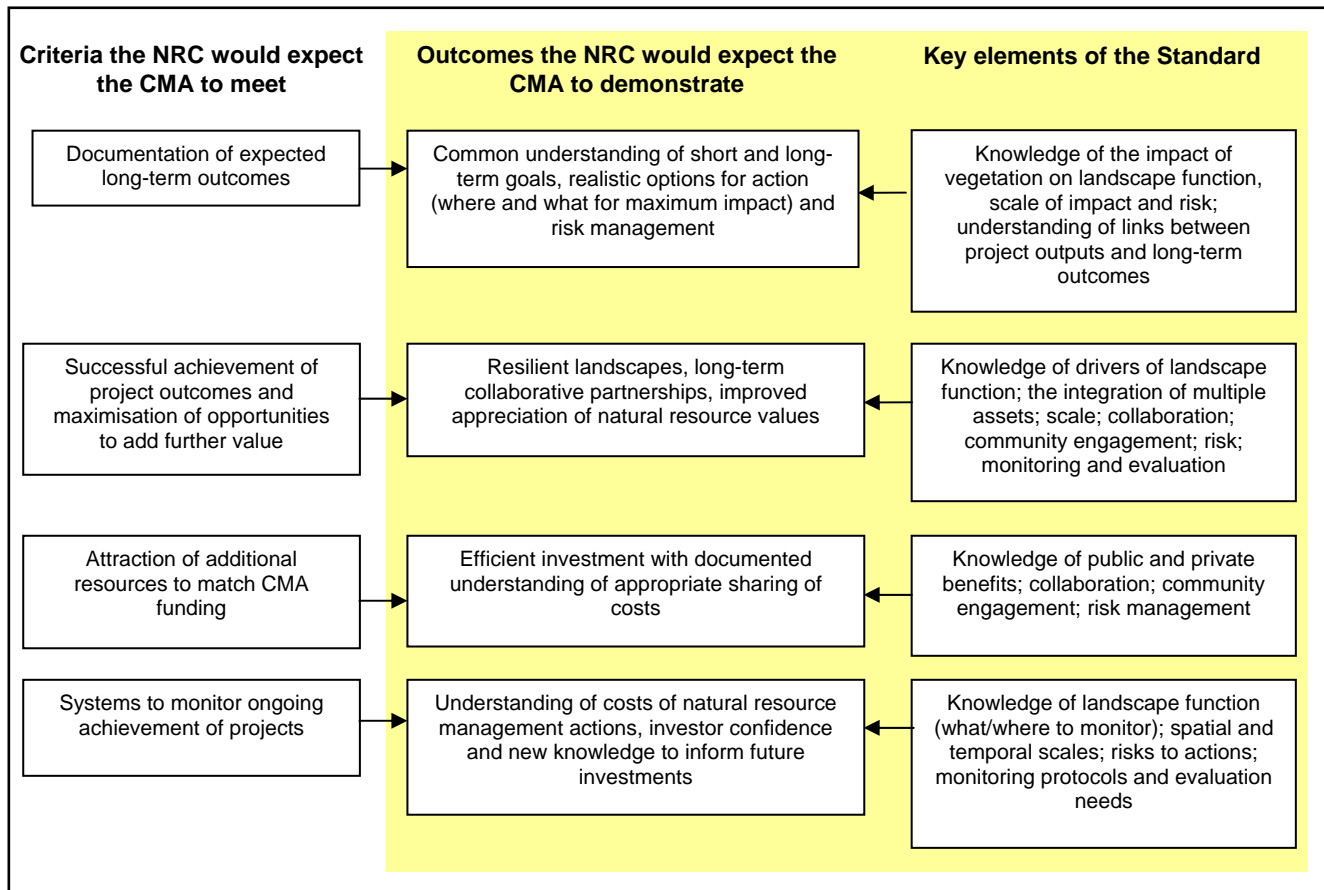 Criteria the NRC would expect
the CMA to meet
Outcomes the NRC would expect the
CMA to demonstrate
Key elements of the Standard
Documentation of expected
long-term outcomes
Common understanding of short and long-
term goals, realistic options for action
(where and what for maximum impact) and
risk management
Knowledge of the impact of
vegetation on landscape function,
scale of impact and risk;
understanding of links between
project outputs and long-term
outcomes
Successful achievement of
project outcomes and
maximisation of opportunities
to add further value
Resilient landscapes, long-term
collaborative partnerships, improved
appreciation of natural resource values
Knowledge of drivers of landscape
function; the integration of multiple
assets; scale; collaboration;
community engagement; risk;
monitoring and evaluation
Attraction of additional
resources to match CMA
funding
Efficient investment with documented
understanding of appropriate sharing of
costs
Knowledge of public and private
benefits; collaboration; community
engagement; risk management
Systems to monitor ongoing
achievement of projects
Understanding of costs of natural resource
management actions, investor confidence
and new knowledge to inform future
investments
Knowledge of landscape function
(what/where to monitor); spatial and
temporal scales; risks to actions;
monitoring protocols and evaluation
needs